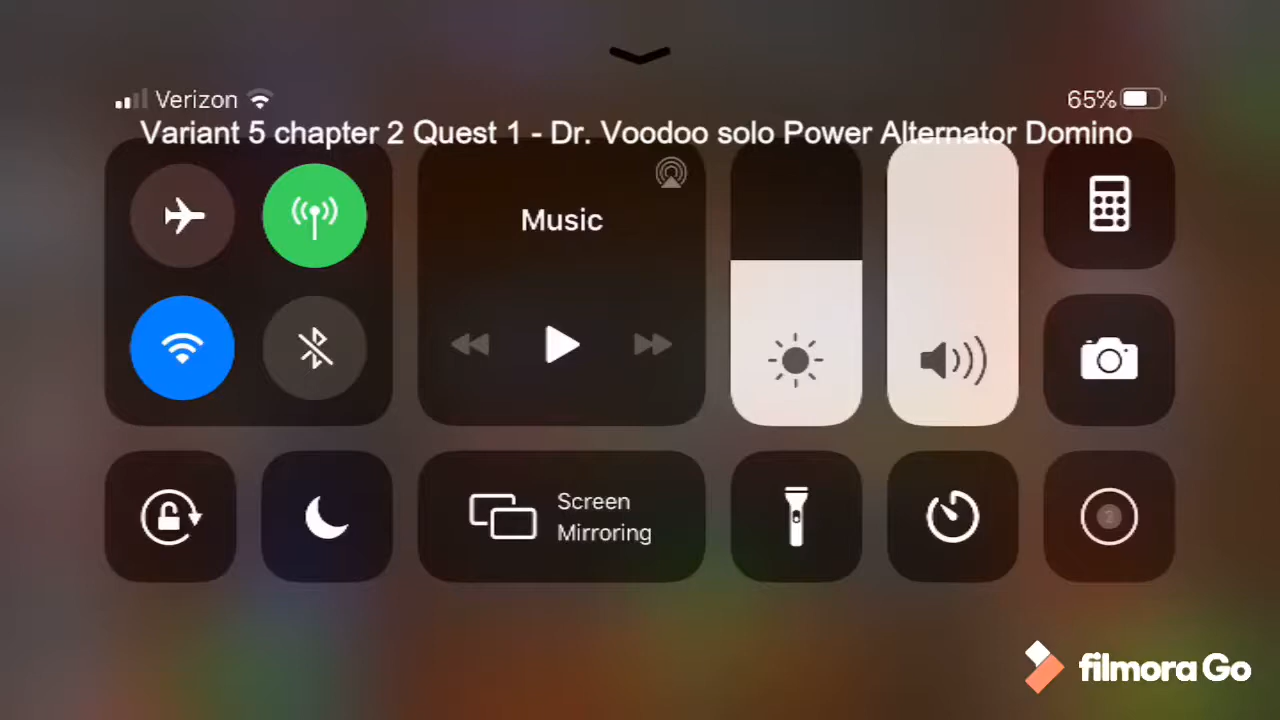 Verizon
65%
Variant 5 chapter 2 Quest 1 - Dr. Voodoo solo Power Alternator Domino
Music
Screen
Mirroring
2
filmora Go